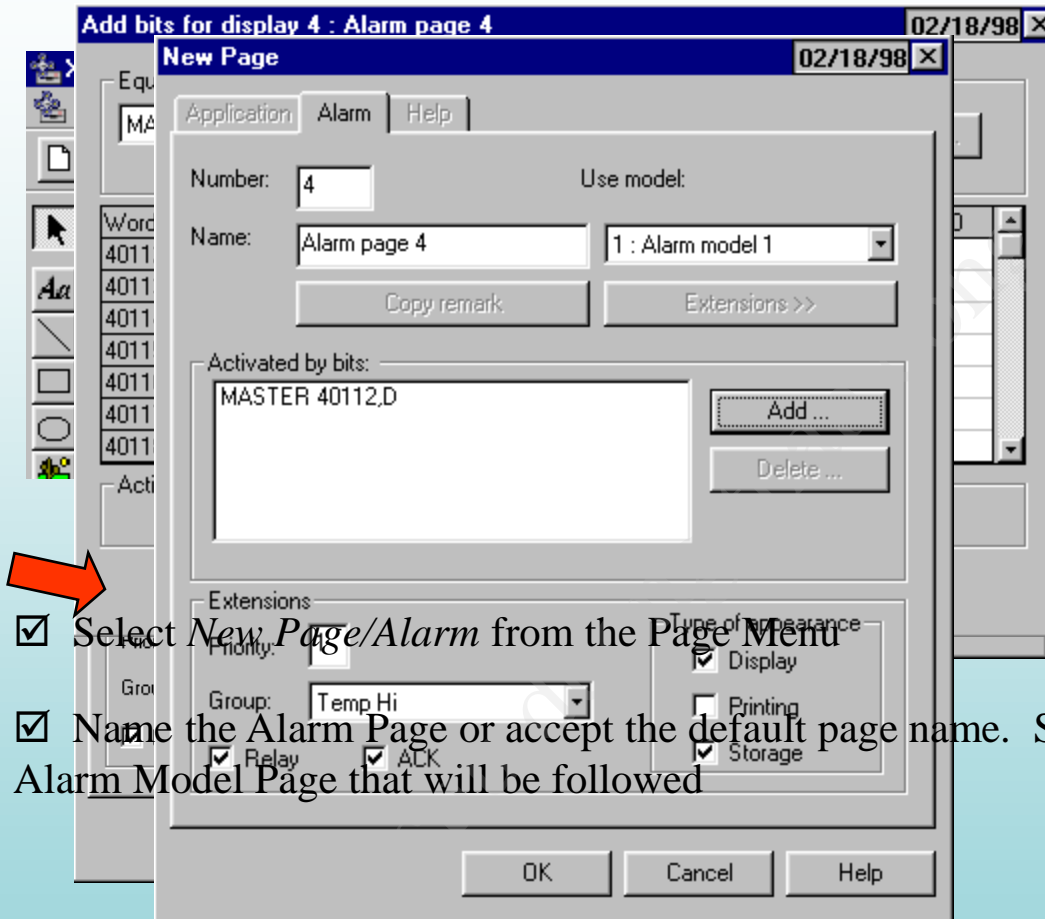 Add bits for display 4 : Alarm page 4 02/18/98
New Page 02/18/98
Application Alarm Help
Number: 4 Use model:
Name: Alarm page 4 1 : Alarm model 1
Copy remark Extensions >>
Activated by bits:
MASTER 40112,D
Add ...
Delete ...
Extensions
Priority:
Type of appearance
Display
Group: Temp Hi
Printing
Relay ACK Storage
OK Cancel Help
Aa
40111
☑ Select New Page/Alarm from the Page Menu
☑ Name the Alarm Page or accept the default page name. S
Alarm Model Page that will be followed